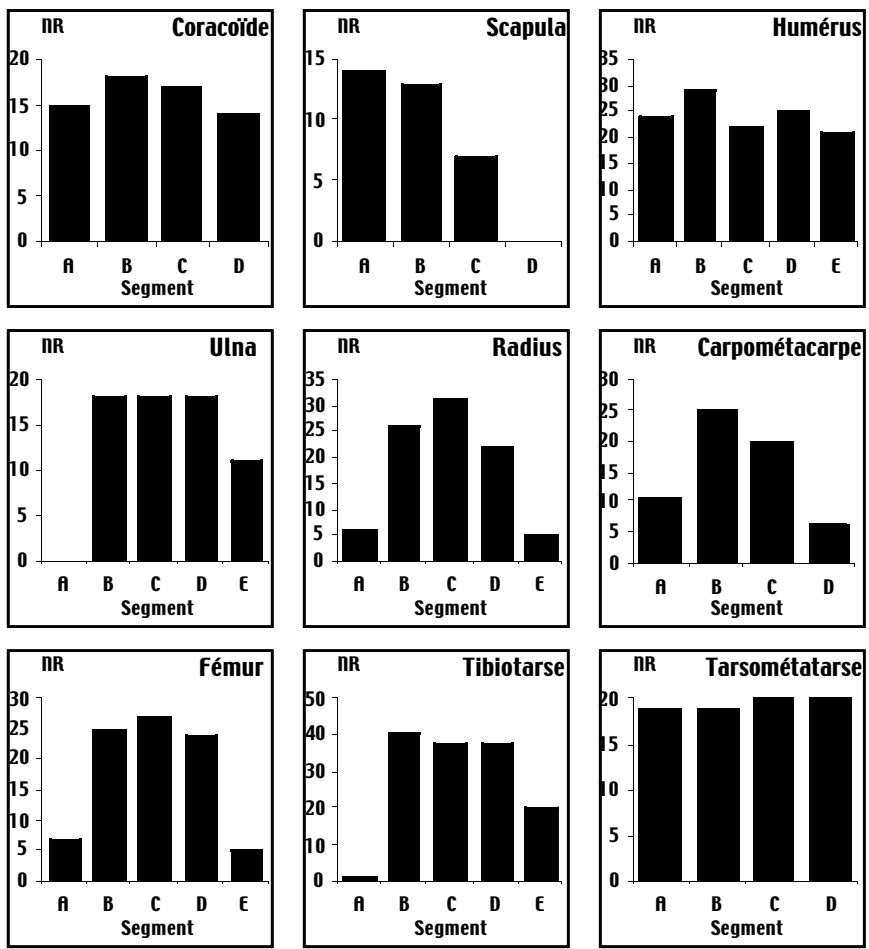 NR Coracoïde
20
15
10
5
0
A B C D
Segment
NR Scapula
15
10
5
0
A B C D
Segment
NR Humérus
35
30
25
20
15
10
5
0
A B C D E
Segment
NR Ulna
20
15
10
5
0
A B C D E
Segment
NR Radius
35
30
25
20
15
10
5
0
A B C D E
Segment
NR Carpométacarpe
30
25
20
15
10
5
0
A B C D
Segment
NR Fémur
30
25
20
15
10
5
0
A B C D E
Segment
NR Tibiotarse
50
40
30
20
10
0
A B C D E
Segment
NR Tarsométatarse
20
15
10
5
0
A B C D
Segment